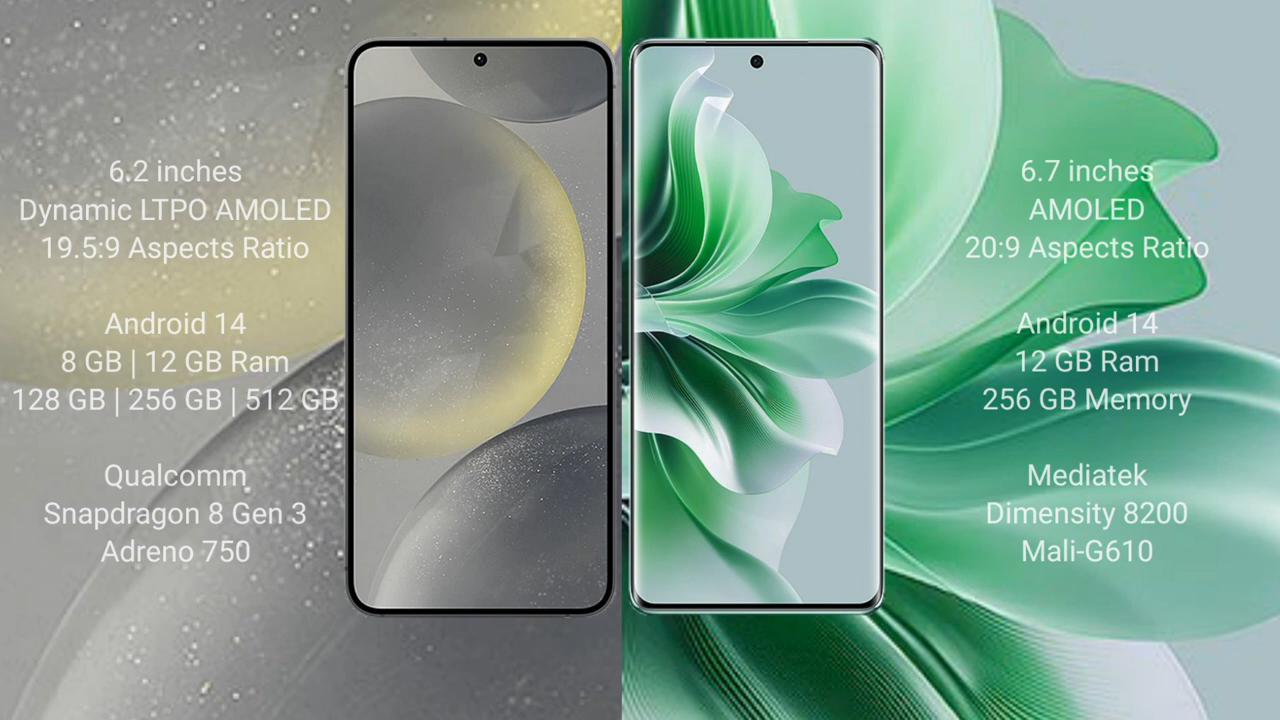 6.2 inches
Dynamic LTPO AMOLED
19.5:9 Aspects Ratio
Android 14
8 GB | 12 GB Ram
128 GB | 256 GB | 512 GB
Qualcomm
Snapdragon 8 Gen 3
Adreno 750
6.7 inches
AMOLED
20:9 Aspects Ratio
Android 14
12 GB Ram
256 GB Memory
Mediatek
Dimensity 8200
Mali-G610